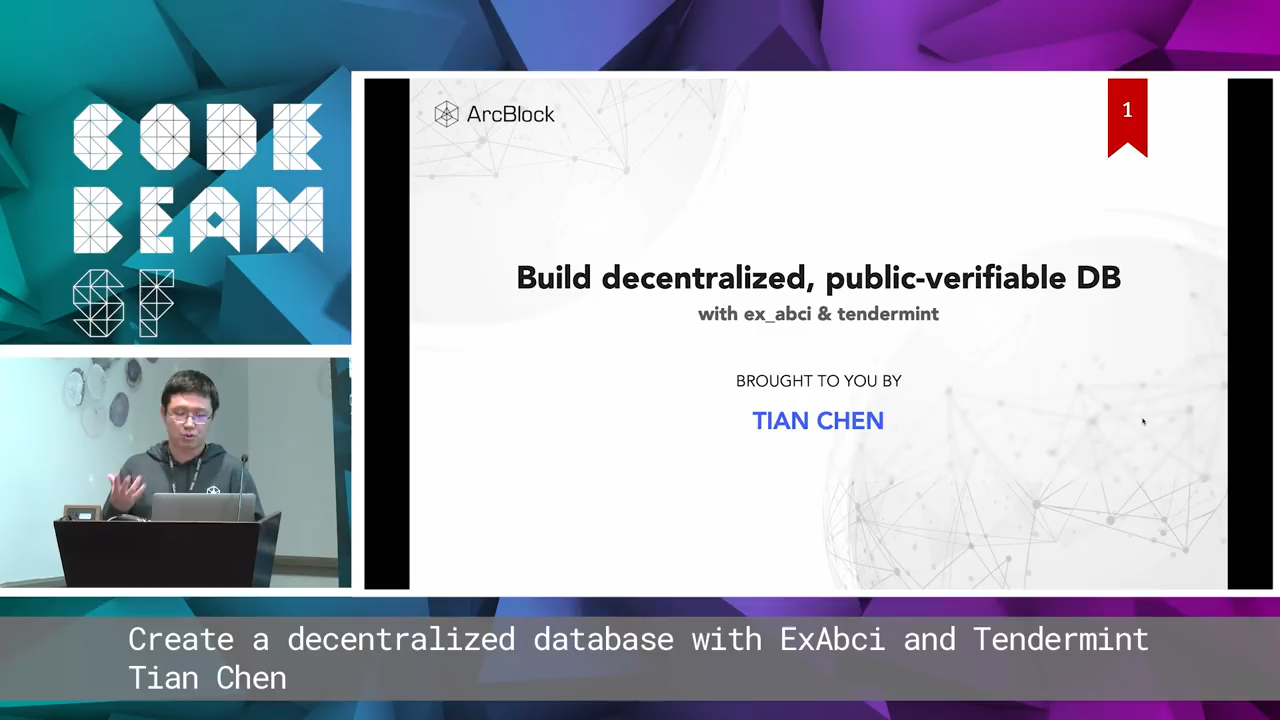 CODE
BEAM
SF
ArcBlock
1
Build decentralized, public-verifiable DB
with ex_abci & tendermint
BROUGHT TO YOU BY
TIAN CHEN
Create a decentralized database with ExAbci and Tendermint
Tian Chen